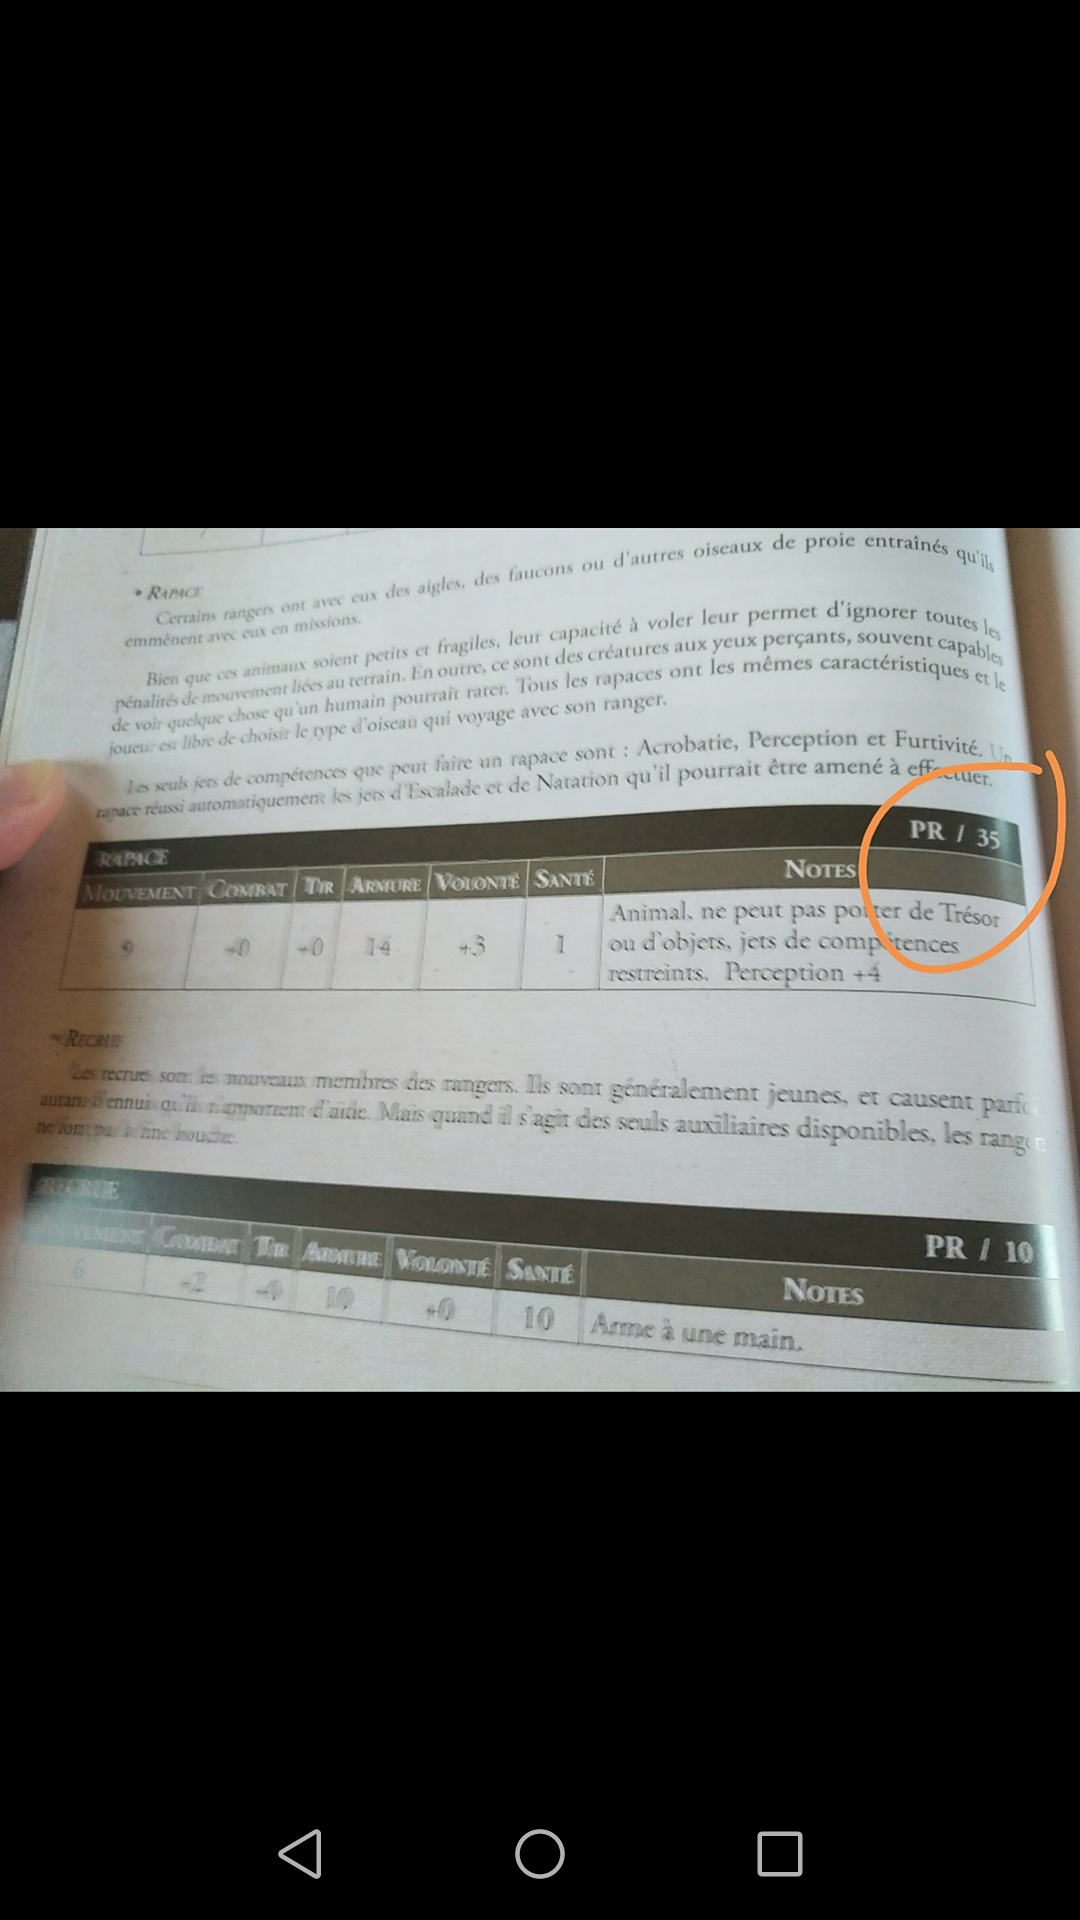 • RAPACE
Certains rangers ont avec eux des aigles, des faucons ou d'autres oiseaux de proie entraînés qu'ils
emmènent avec eux en missions.
Bien que ces animaux soient petits et fragiles, leur capacité à voler leur permet d'ignorer toutes les
pénalités de mouvement liées au terrain. En outre, ce sont des créatures aux yeux perçants, souvent capables
de voir quelque chose qu'un humain pourrait rater. Tous les rapaces ont les mêmes caractéristiques et le
joueur est libre de choisir le type d'oiseau qui voyage avec son ranger.
Les seuls jets de compétences que peut faire un rapace sont : Acrobatie, Perception et Furtivité. Un
rapace réussi automatiquement les jets d'Escalade et de Natation qu'il pourrait être amené à effectuer.
RAPACE PR / 35
MOUVEMENT COMBAT TIR ARMURE VOLONTÉ SANTÉ NOTES
9 +0 +0 14 +3 1 Animal, ne peut pas porter de Trésor
ou d'objets, jets de compétences
restreints. Perception +4
RECRUE
Les recrues sont les nouveaux membres des rangers. Ils sont généralement jeunes, et causent
autant d'ennuis qu'ils n'apportent d'aide. Mais quand il s'agit des seuls auxiliaires disponibles, les
ne font pas la fine bouche.
RECRUE PR / 10
MOUVEMENT COMBAT TIR ARMURE VOLONTÉ SANTÉ NOTES
6 10 +0 10 Arme à une main.